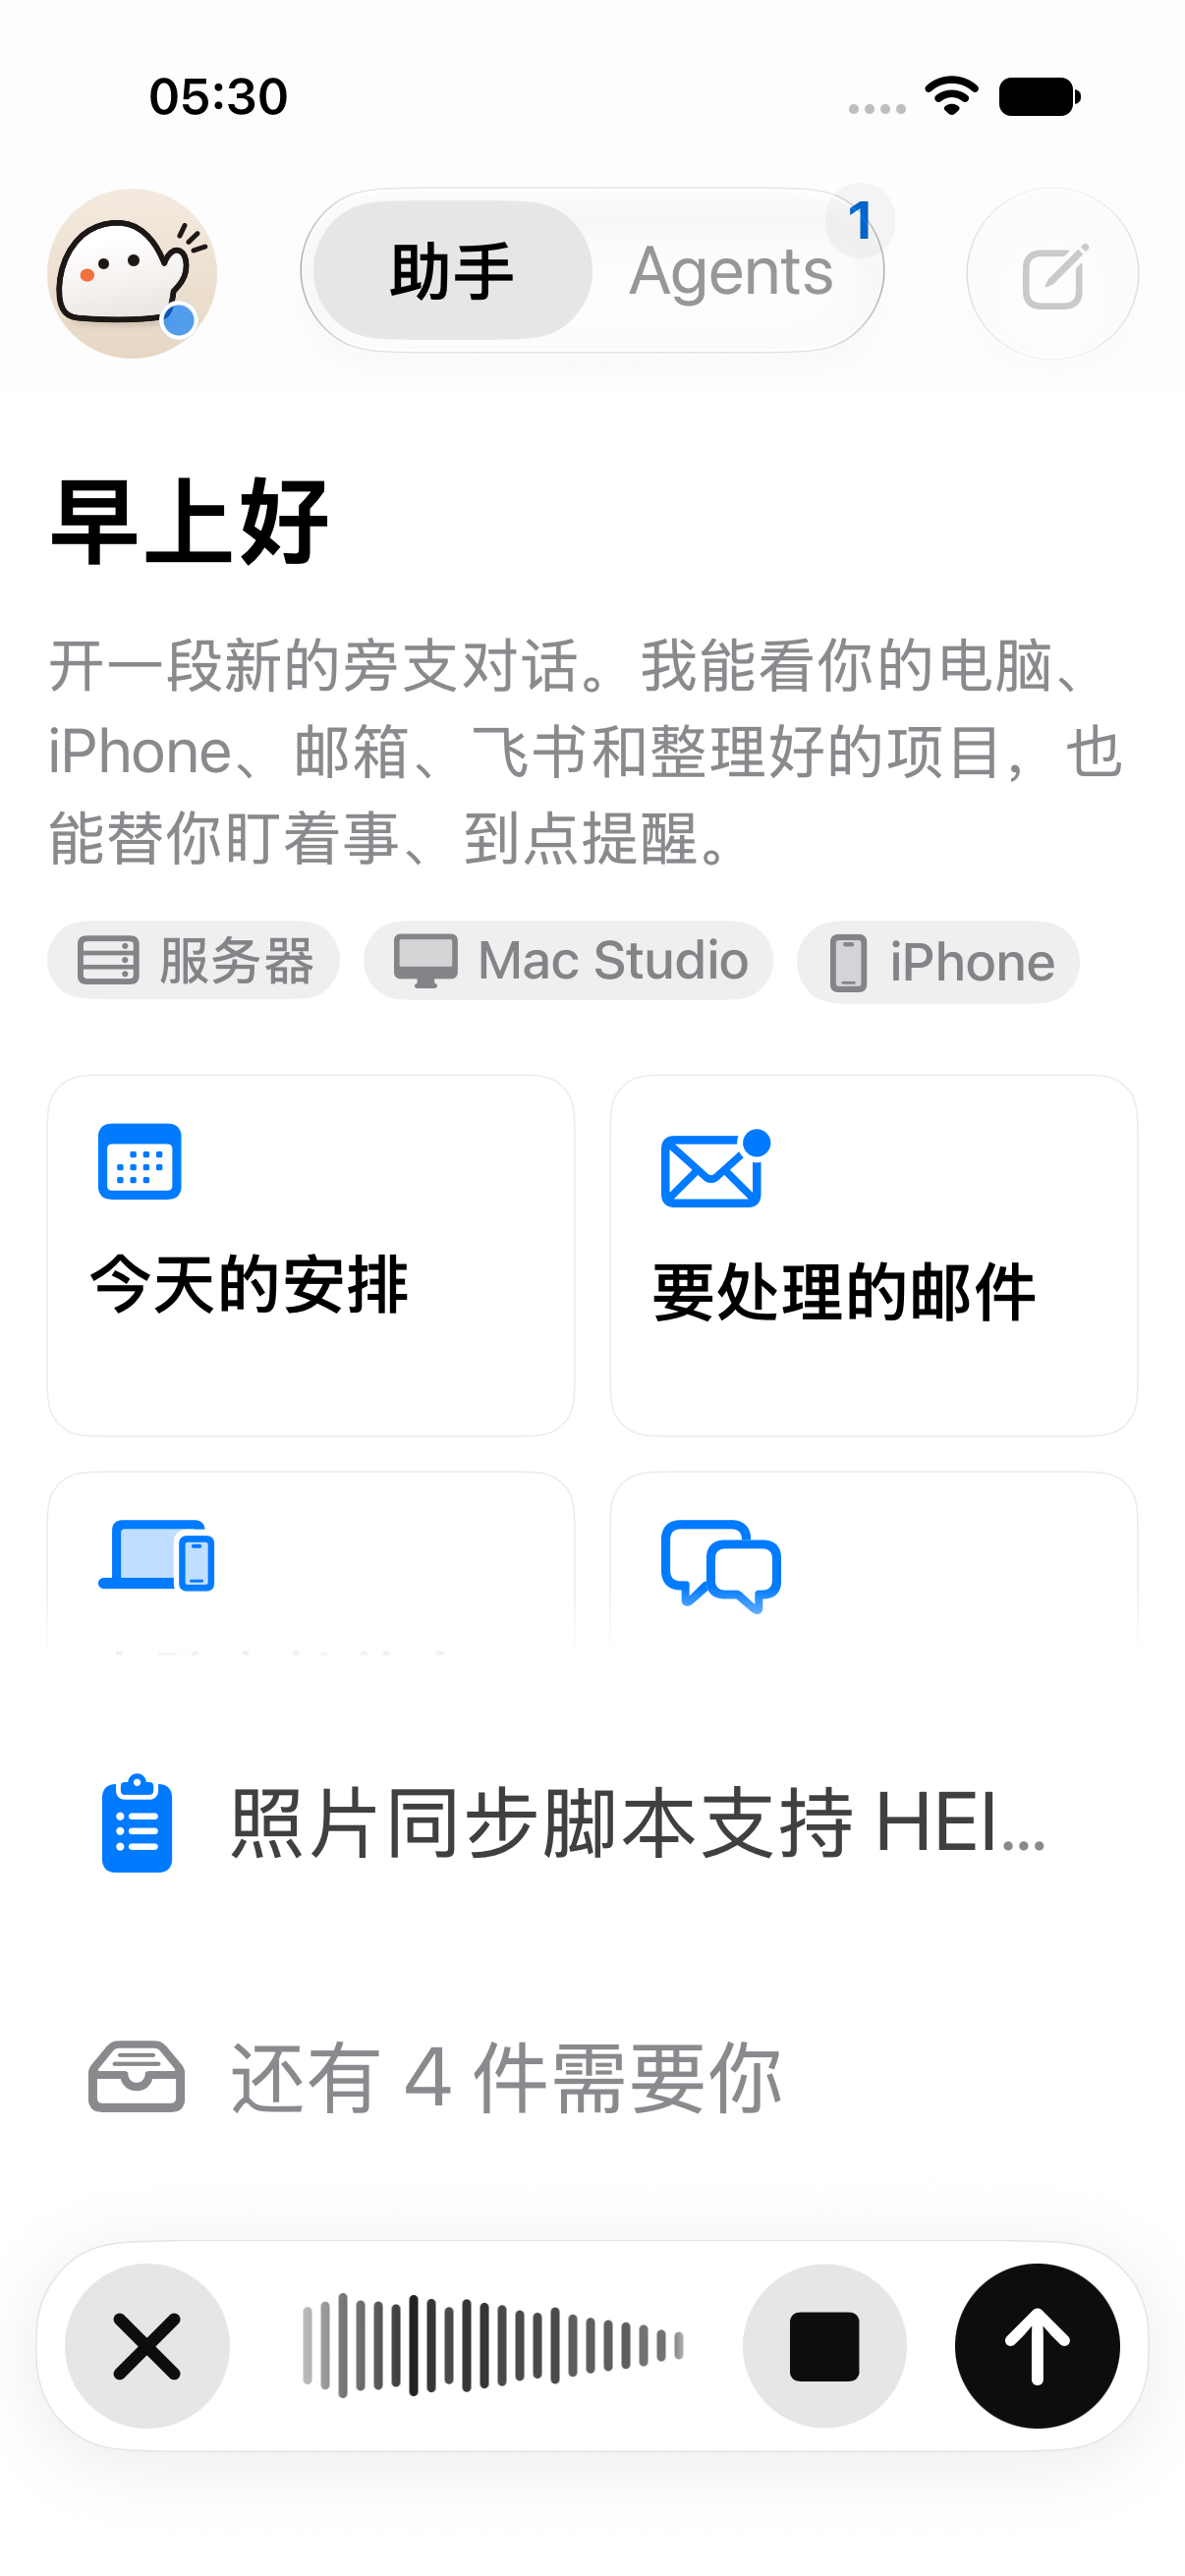 05:30
助手
Agents
1
早上好
开一段新的旁支对话。我能看你的电脑、
iPhone、邮箱、飞书和整理好的项目，也
能替你盯着事、到点提醒。
服务器
Mac Studio
iPhone
今天的安排
要处理的邮件
照片同步脚本支持 HEI...
还有 4 件需要你